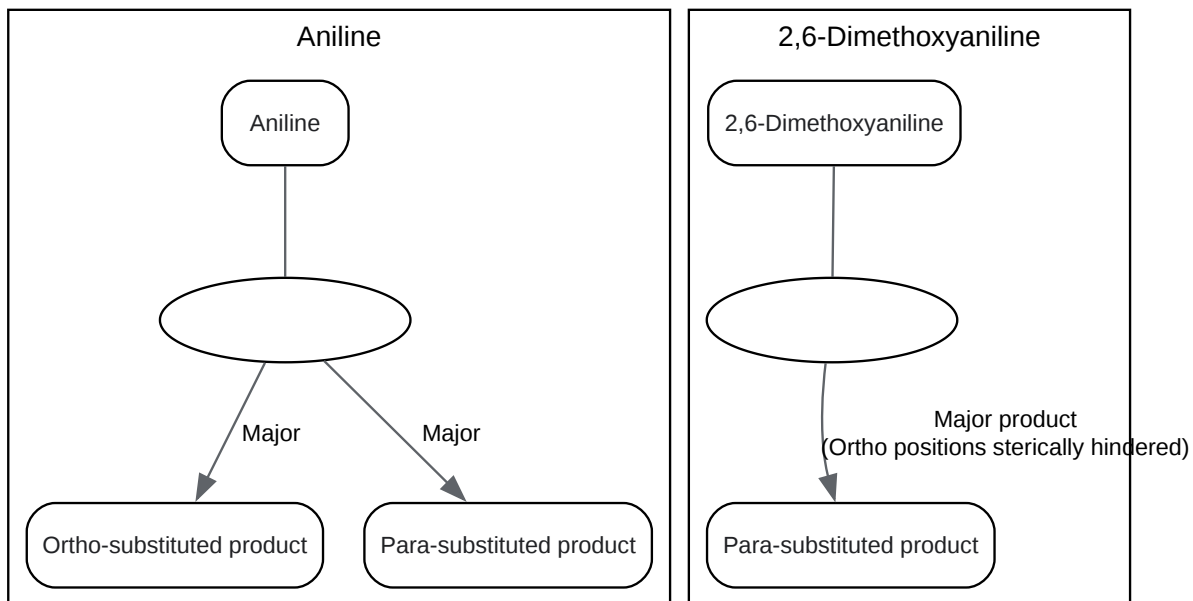 Aniline
Aniline
Major
Major
Ortho-substituted product
Para-substituted product
2,6-Dimethoxyaniline
2,6-Dimethoxyaniline
Major product
(Ortho positions sterically hindered)
Para-substituted product